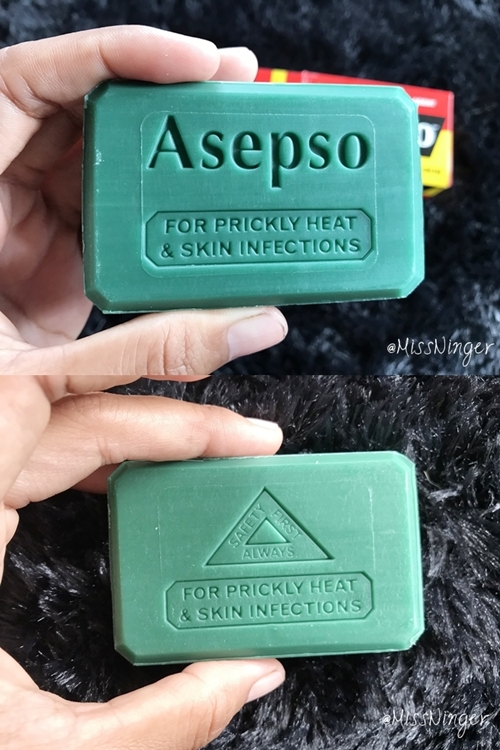 Asepso
FOR PRICKLY HEAT
& SKIN INFECTIONS
@MissNinger
SAFETY FIRST
ALWAYS
FOR PRICKLY HEAT
& SKIN INFECTIONS
@MissNinger